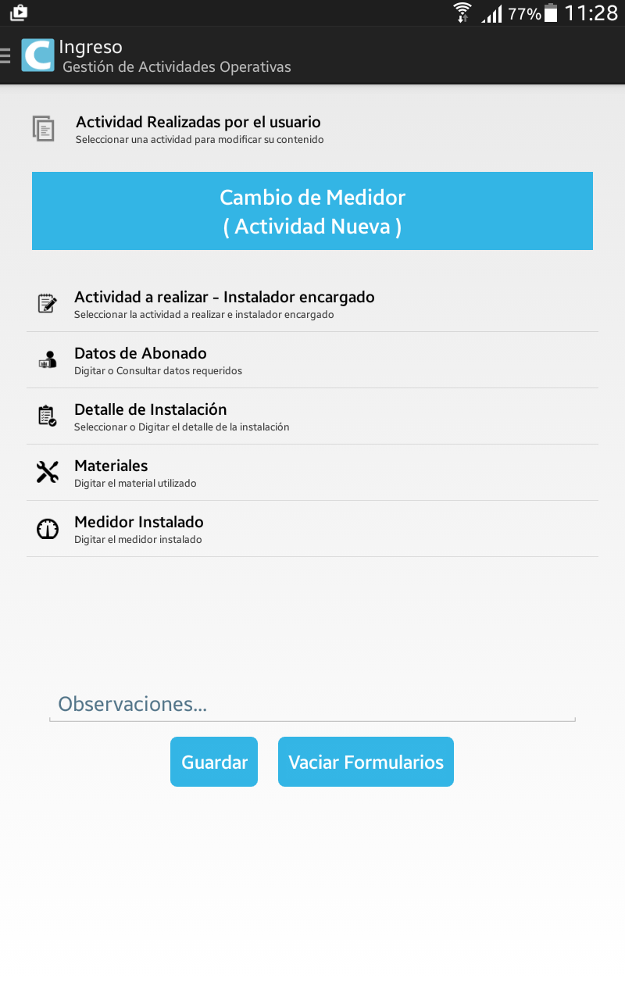 77% 11:28
C Ingreso
Gestión de Actividades Operativas
Actividad Realizadas por el usuario
Seleccionar una actividad para modificar su contenido
Cambio de Medidor
( Actividad Nueva )
Actividad a realizar - Instalador encargado
Seleccionar la actividad a realizar e instalador encargado
Datos de Abonado
Digitar o Consultar datos requeridos
Detalle de Instalación
Seleccionar o Digitar el detalle de la instalación
Materiales
Digitar el material utilizado
Medidor Instalado
Digitar el medidor instalado
Observaciones...
Guardar Vaciar Formularios